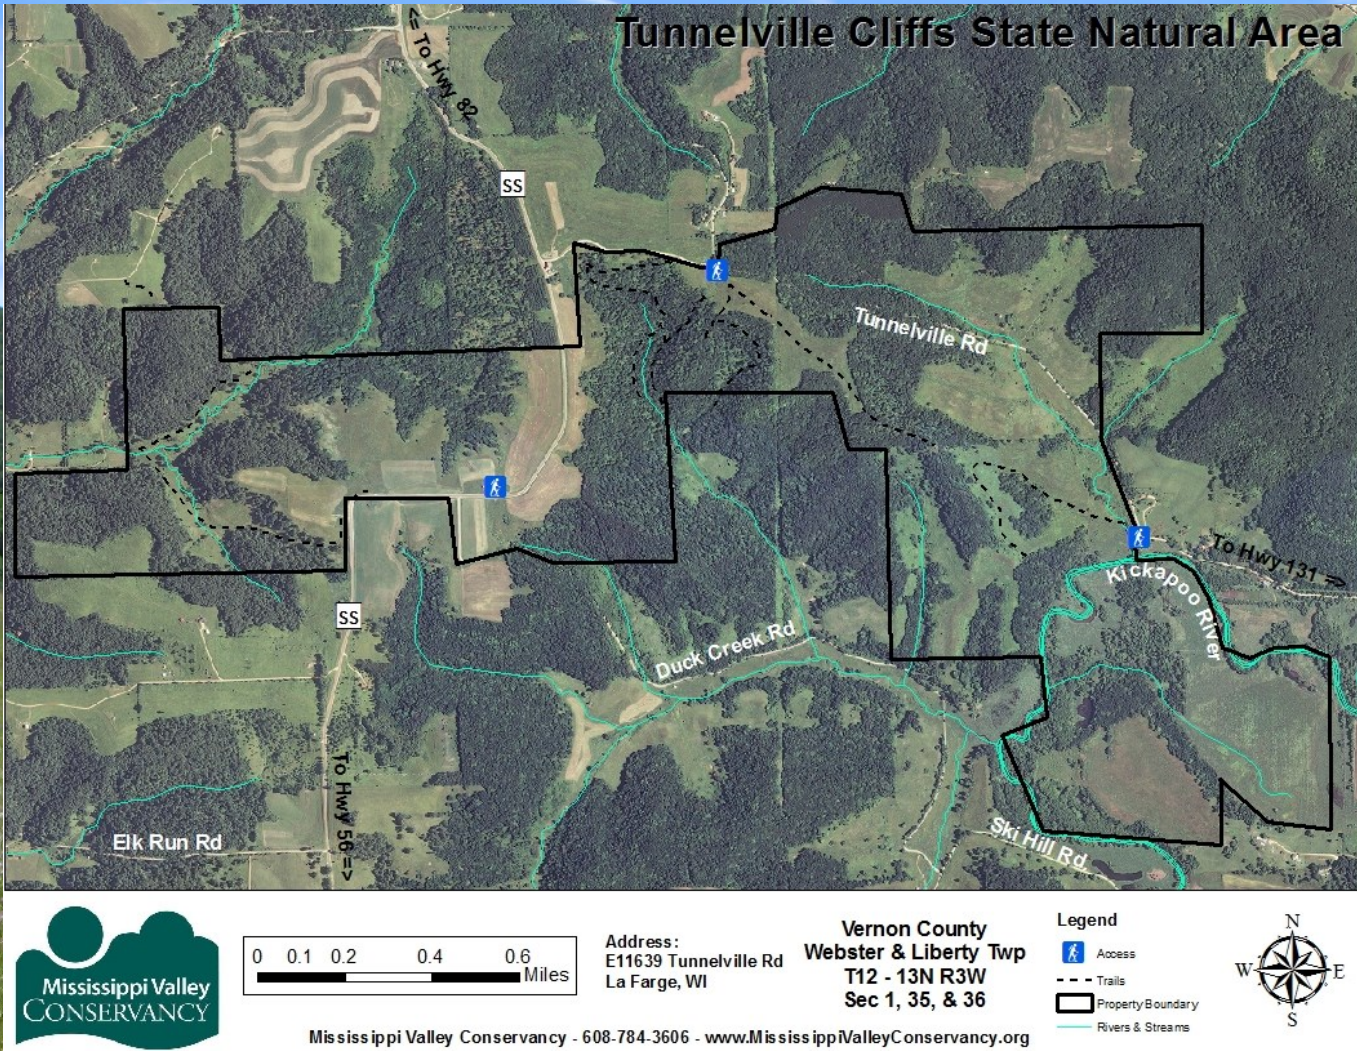 Tunnelville Cliffs State Natural Area
<= To Hwy 82
SS
Tunnelville Rd
To Hwy 131 =>
Kickapoo River
SS
Duck Creek Rd
To Hwy 56 =>
Elk Run Rd
Ski Hill Rd
Mississippi Valley
CONSERVANCY
0 0.1 0.2 0.4 0.6
Miles
Address:
E11639 Tunnelville Rd
La Farge, WI
Vernon County
Webster & Liberty Twp
T12 - 13N R3W
Sec 1, 35, & 36
Legend
Access
Trails
Property Boundary
Rivers & Streams
N
W E
S
Mississippi Valley Conservancy - 608-784-3606 - www.MississippiValleyConservancy.org